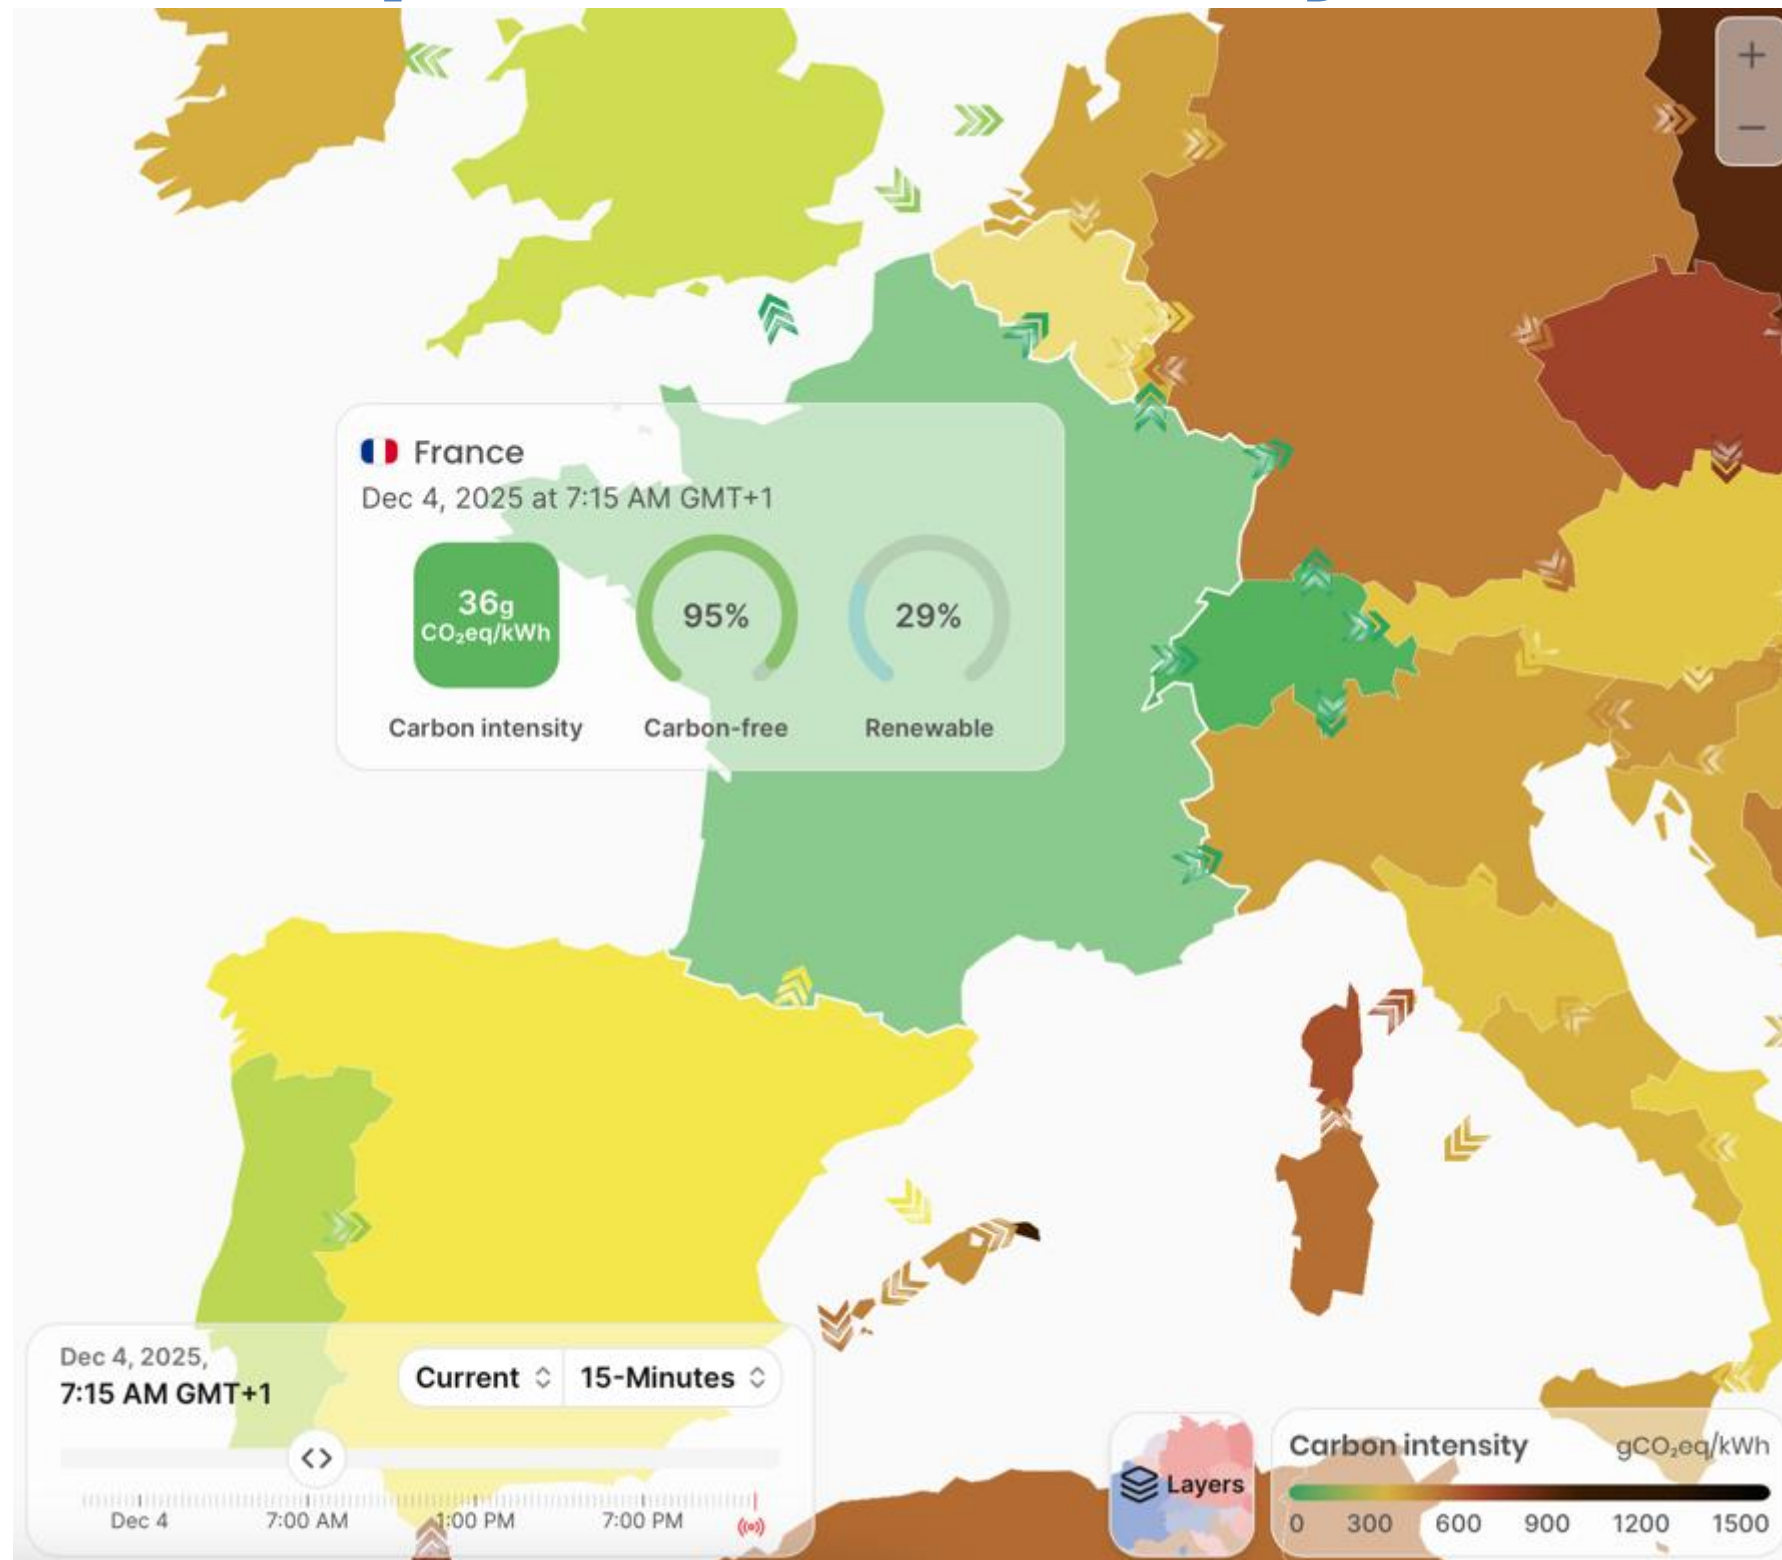 +
−
France
Dec 4, 2025 at 7:15 AM GMT+1
36g
CO₂eq/kWh
95%
29%
Carbon intensity
Carbon-free
Renewable
Dec 4, 2025,
7:15 AM GMT+1
Current
15-Minutes
Dec 4
7:00 AM
1:00 PM
7:00 PM
Layers
Carbon intensity
gCO₂eq/kWh
0 300 600 900 1200 1500